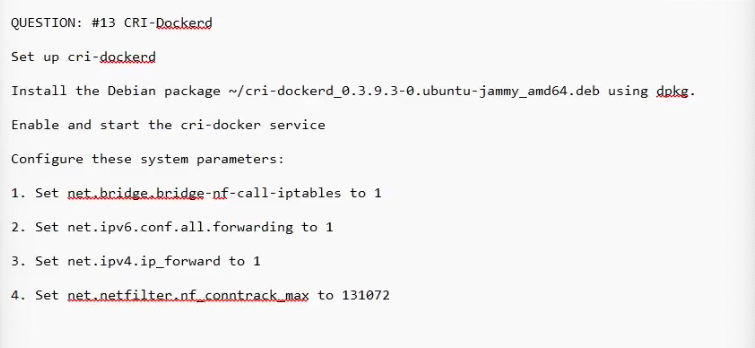 QUESTION: #13 CRI-Dockerd
Set up cri-dockerd
Install the Debian package ~/cri-dockerd_0.3.9.3-0.ubuntu-jammy_amd64.deb using dpkg.
Enable and start the cri-docker service
Configure these system parameters:
1. Set net.bridge.bridge-nf-call-iptables to 1
2. Set net.ipv6.conf.all.forwarding to 1
3. Set net.ipv4.ip_forward to 1
4. Set net.netfilter.nf_conntrack_max to 131072